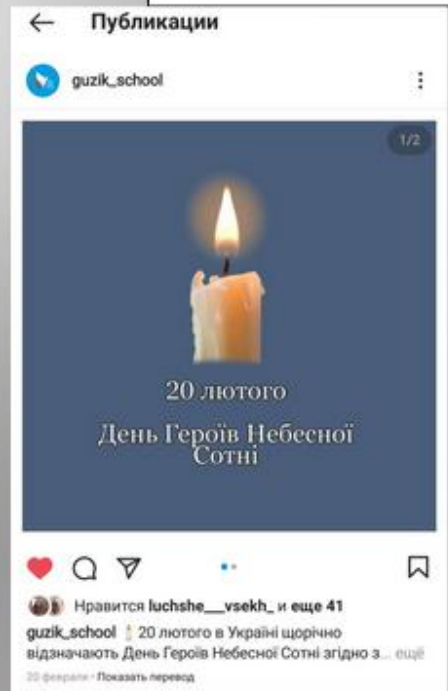 Публикации
guzik_school
1/2
20 лютого
День Героїв Небесної
Сотні
Нравится luchshe___vsekh_ и еще 41
guzik_school 🕯 20 лютого в Україні щорічно
відзначають День Героїв Небесної Сотні згідно з... ещё
20 февраля · Показать перевод